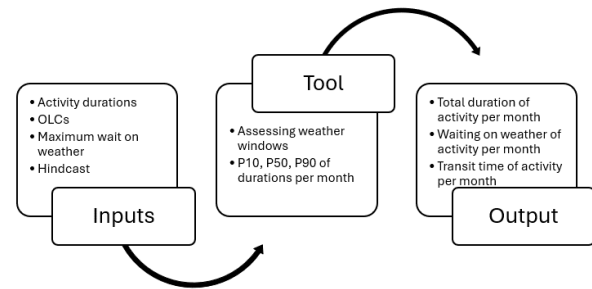 • Activity durations
• OLCs
• Maximum wait on
weather
• Hindcast
Inputs
Tool
• Assessing weather
windows
• P10, P50, P90 of
durations per month
• Total duration of
activity per month
• Waiting on weather of
activity per month
• Transit time of activity
per month
Output